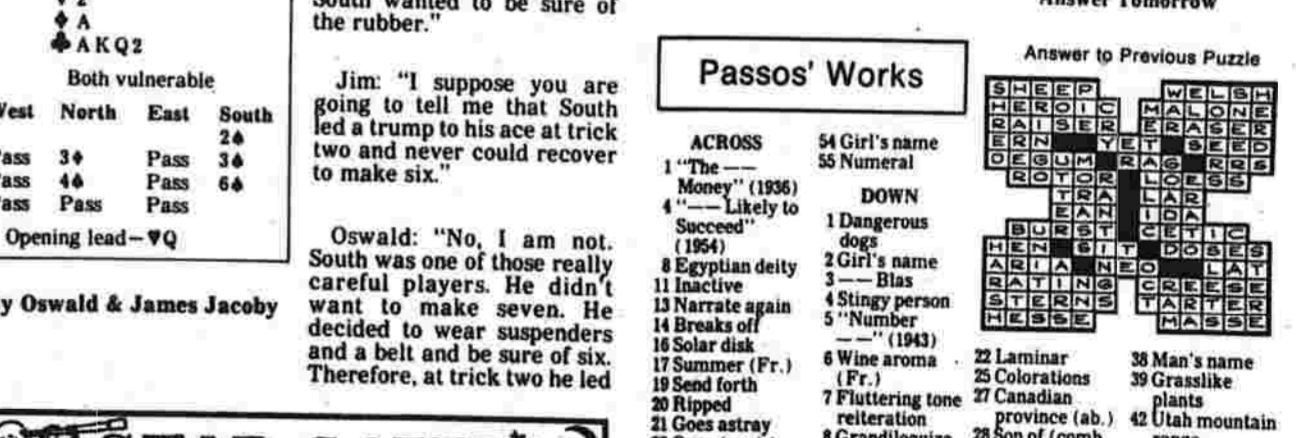 ♦ A
♣ A K Q 2
Both vulnerable
West North East South
2♠
Pass 3♦ Pass 3♠
Pass 4♠ Pass 6♠
Pass Pass Pass
Opening lead–♥Q
By Oswald & James Jacoby
South wanted to be sure of
the rubber."
Jim: "I suppose you are
going to tell me that South
led a trump to his ace at trick
two and never could recover
to make six."
Oswald: "No, I am not.
South was one of those really
careful players. He didn't
want to make seven. He
decided to wear suspenders
and a belt and be sure of six.
Therefore, at trick two he led
Answer Tomorrow
Passos' Works
ACROSS
1 "The ––
Money" (1936)
4 "–– Likely to
Succeed"
(1954)
8 Egyptian deity
11 Inactive
13 Narrate again
14 Breaks off
16 Solar disk
17 Summer (Fr.)
19 Send forth
20 Ripped
21 Goes astray
54 Girl's name
55 Numeral
DOWN
1 Dangerous
dogs
2 Girl's name
3 –– Blas
4 Stingy person
5 "Number
––" (1943)
6 Wine aroma
(Fr.)
7 Fluttering tone
reiteration
8 Grandiloquize
Answer to Previous Puzzle
SHEEP WELSH
HEROIC MALONE
RAISER ERASER
ERN YET SEED
DEGUM RAG RRS
ROTOR LOESS
TRA LAR
EAN IDA
BURST CETIC
HEN SIT DOSES
ARIA NEO LAT
RATING CREESE
STERNS TARTER
HESSE MASSE
22 Laminar
25 Colorations
27 Canadian
province (ab.)
28 Son of (comb.
38 Man's name
39 Grasslike
plants
42 Utah mountain